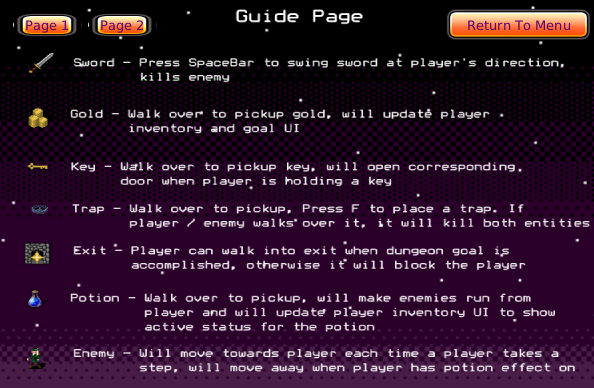 Guide Page
Page 1
Page 2
Return To Menu
Sword - Press SpaceBar to swing sword at player's direction,
kills enemy
Gold - Walk over to pickup gold, will update player
inventory and goal UI
Key - Walk over to pickup key, will open corresponding
door when player is holding a key
Trap - Walk over to pickup, Press F to place a trap. If
player / enemy walks over it, it will kill both entities
Exit - Player can walk into exit when dungeon goal is
accomplished, otherwise it will block the player
Potion - Walk over to pickup, will make enemies run from
player and will update player inventory UI to show
active status for the potion
Enemy - Will move towards player each time a player takes a
step, will move away when player has potion effect on